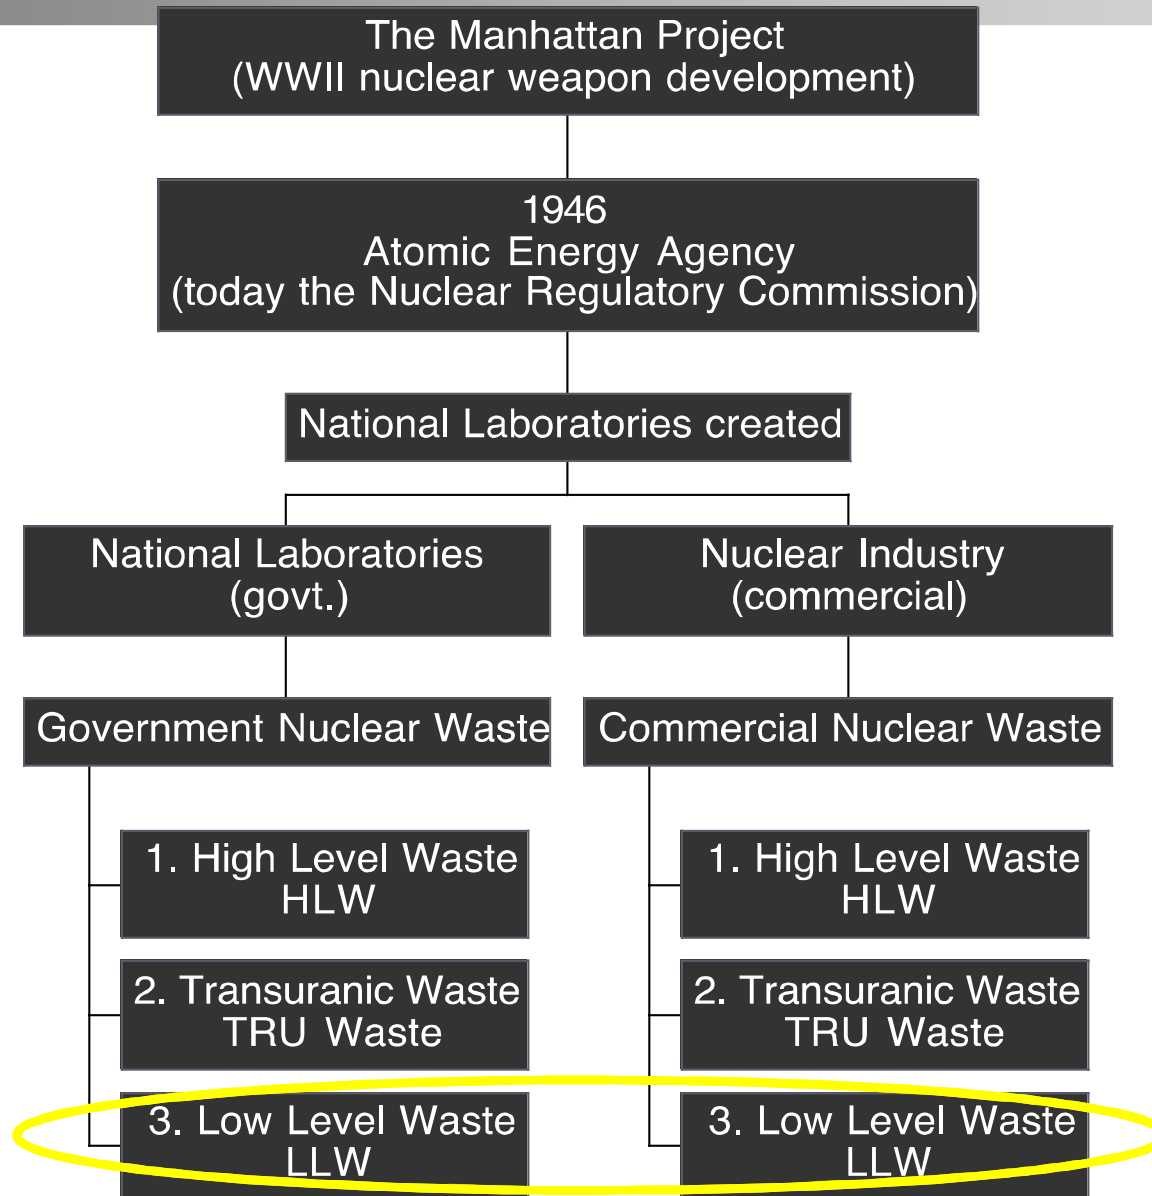 The Manhattan Project
(WWII nuclear weapon development)
1946
Atomic Energy Agency
(today the Nuclear Regulatory Commission)
National Laboratories created
National Laboratories
(govt.)
Nuclear Industry
(commercial)
Government Nuclear Waste
Commercial Nuclear Waste
1. High Level Waste
HLW
1. High Level Waste
HLW
2. Transuranic Waste
TRU Waste
2. Transuranic Waste
TRU Waste
3. Low Level Waste
LLW
3. Low Level Waste
LLW